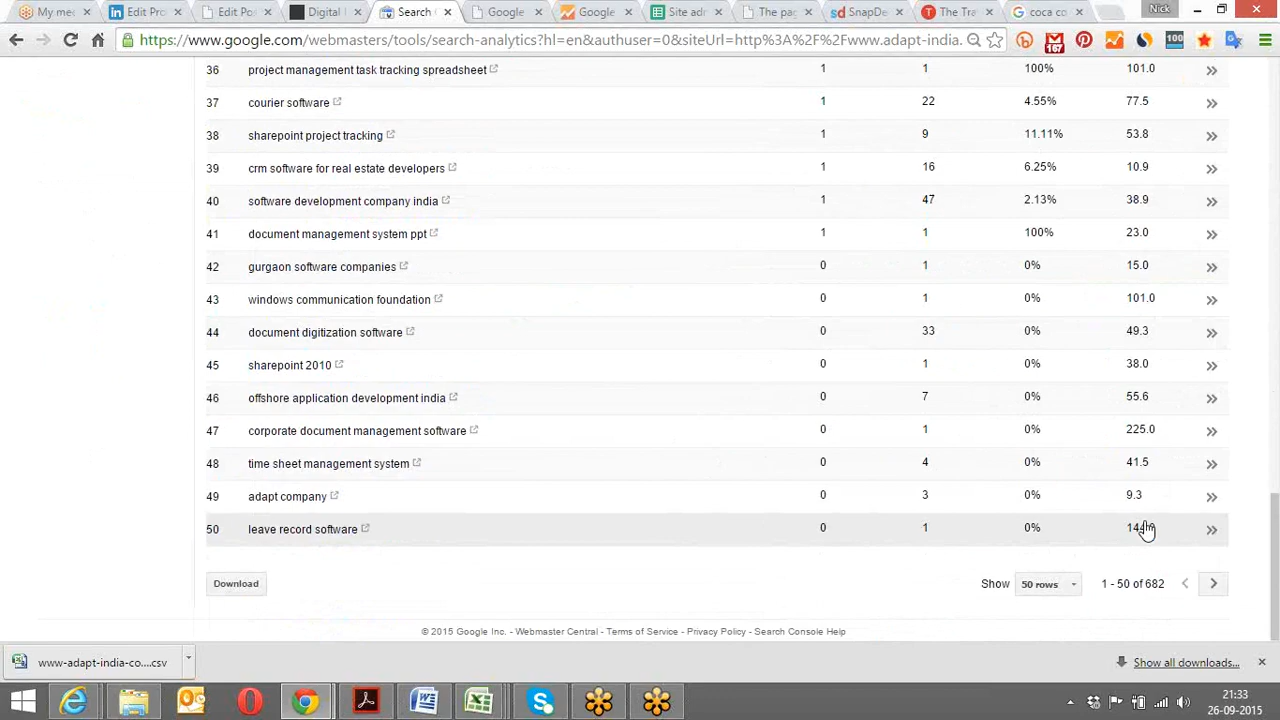 My me
Edit Pro
Edit Po
Digital
Search
Google
Google
Site adr
The pa
SnapDe
The Tra
coca co
Nick
https://www.google.com/webmasters/tools/search-analytics?hl=en&authuser=0&siteUrl=http%3A%2F%2Fwww.adapt-india.
167
100
36 project management task tracking spreadsheet 1 1 100% 101.0
37 courier software 1 22 4.55% 77.5
38 sharepoint project tracking 1 9 11.11% 53.8
39 crm software for real estate developers 1 16 6.25% 10.9
40 software development company india 1 47 2.13% 38.9
41 document management system ppt 1 1 100% 23.0
42 gurgaon software companies 0 1 0% 15.0
43 windows communication foundation 0 1 0% 101.0
44 document digitization software 0 33 0% 49.3
45 sharepoint 2010 0 1 0% 38.0
46 offshore application development india 0 7 0% 55.6
47 corporate document management software 0 1 0% 225.0
48 time sheet management system 0 4 0% 41.5
49 adapt company 0 3 0% 9.3
50 leave record software 0 1 0%
Download Show 50 rows 1 - 50 of 682
© 2015 Google Inc. - Webmaster Central - Terms of Service - Privacy Policy - Search Console Help
www-adapt-india-co....csv Show all downloads...
21:33
26-09-2015